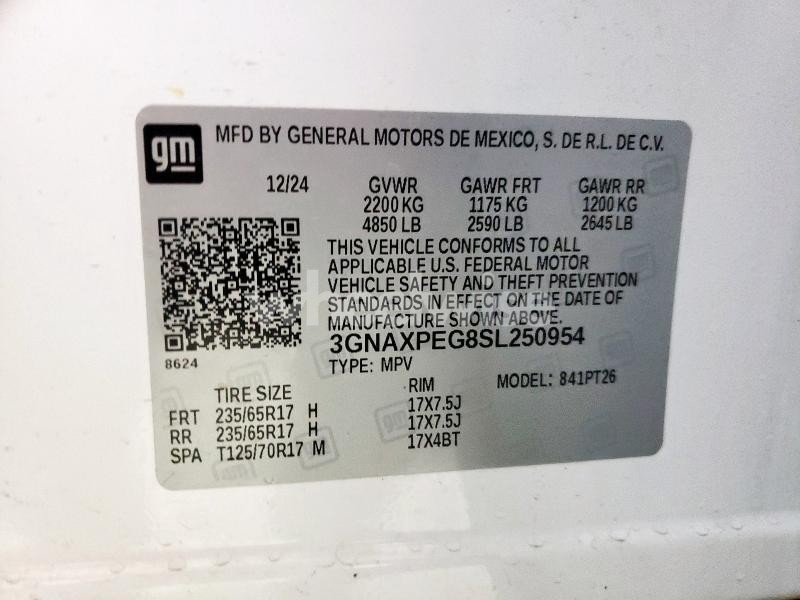 gm
MFD BY GENERAL MOTORS DE MEXICO, S. DE R.L. DE C.V.
12/24 GVWR GAWR FRT GAWR RR
2200 KG 1175 KG 1200 KG
4850 LB 2590 LB 2645 LB
THIS VEHICLE CONFORMS TO ALL
APPLICABLE U.S. FEDERAL MOTOR
VEHICLE SAFETY AND THEFT PREVENTION
STANDARDS IN EFFECT ON THE DATE OF
MANUFACTURE SHOWN ABOVE.
3GNAXPEG8SL250954
8624
TYPE: MPV
MODEL: 841PT26
TIRE SIZE RIM
FRT 235/65R17 H 17X7.5J
RR 235/65R17 H 17X7.5J
SPA T125/70R17 M 17X4BT